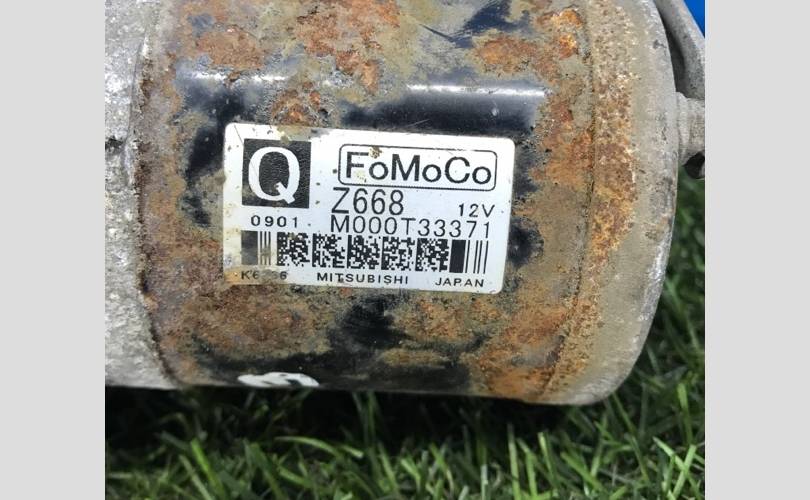 Q FoMoCo
Z668 12V
0901 M000T33371
MITSUBISHI JAPAN